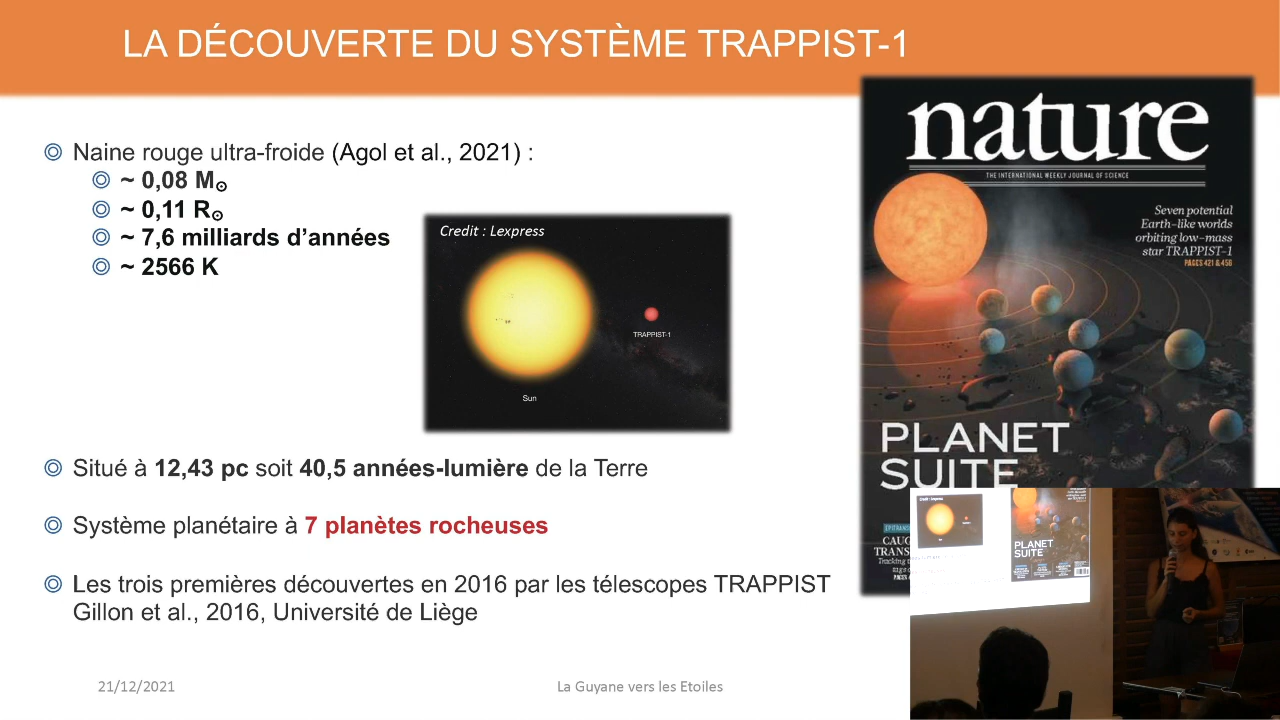 LA DÉCOUVERTE DU SYSTÈME TRAPPIST-1
Naine rouge ultra-froide (Agol et al., 2021) :
~ 0,08 M⊙
~ 0,11 R⊙
~ 7,6 milliards d’années
~ 2566 K
Credit : Lexpress
TRAPPIST-1
Sun
nature
THE INTERNATIONAL WEEKLY JOURNAL OF SCIENCE
Seven potential
Earth-like worlds
orbiting low-mass
star TRAPPIST-1
PAGES 421 & 456
PLANET
SUITE
Situé à 12,43 pc soit 40,5 années-lumière de la Terre
Système planétaire à 7 planètes rocheuses
Les trois premières découvertes en 2016 par les télescopes TRAPPIST
Gillon et al., 2016, Université de Liège
Credit : Lexpress
PLANET
SUITE
21/12/2021
La Guyane vers les Etoiles